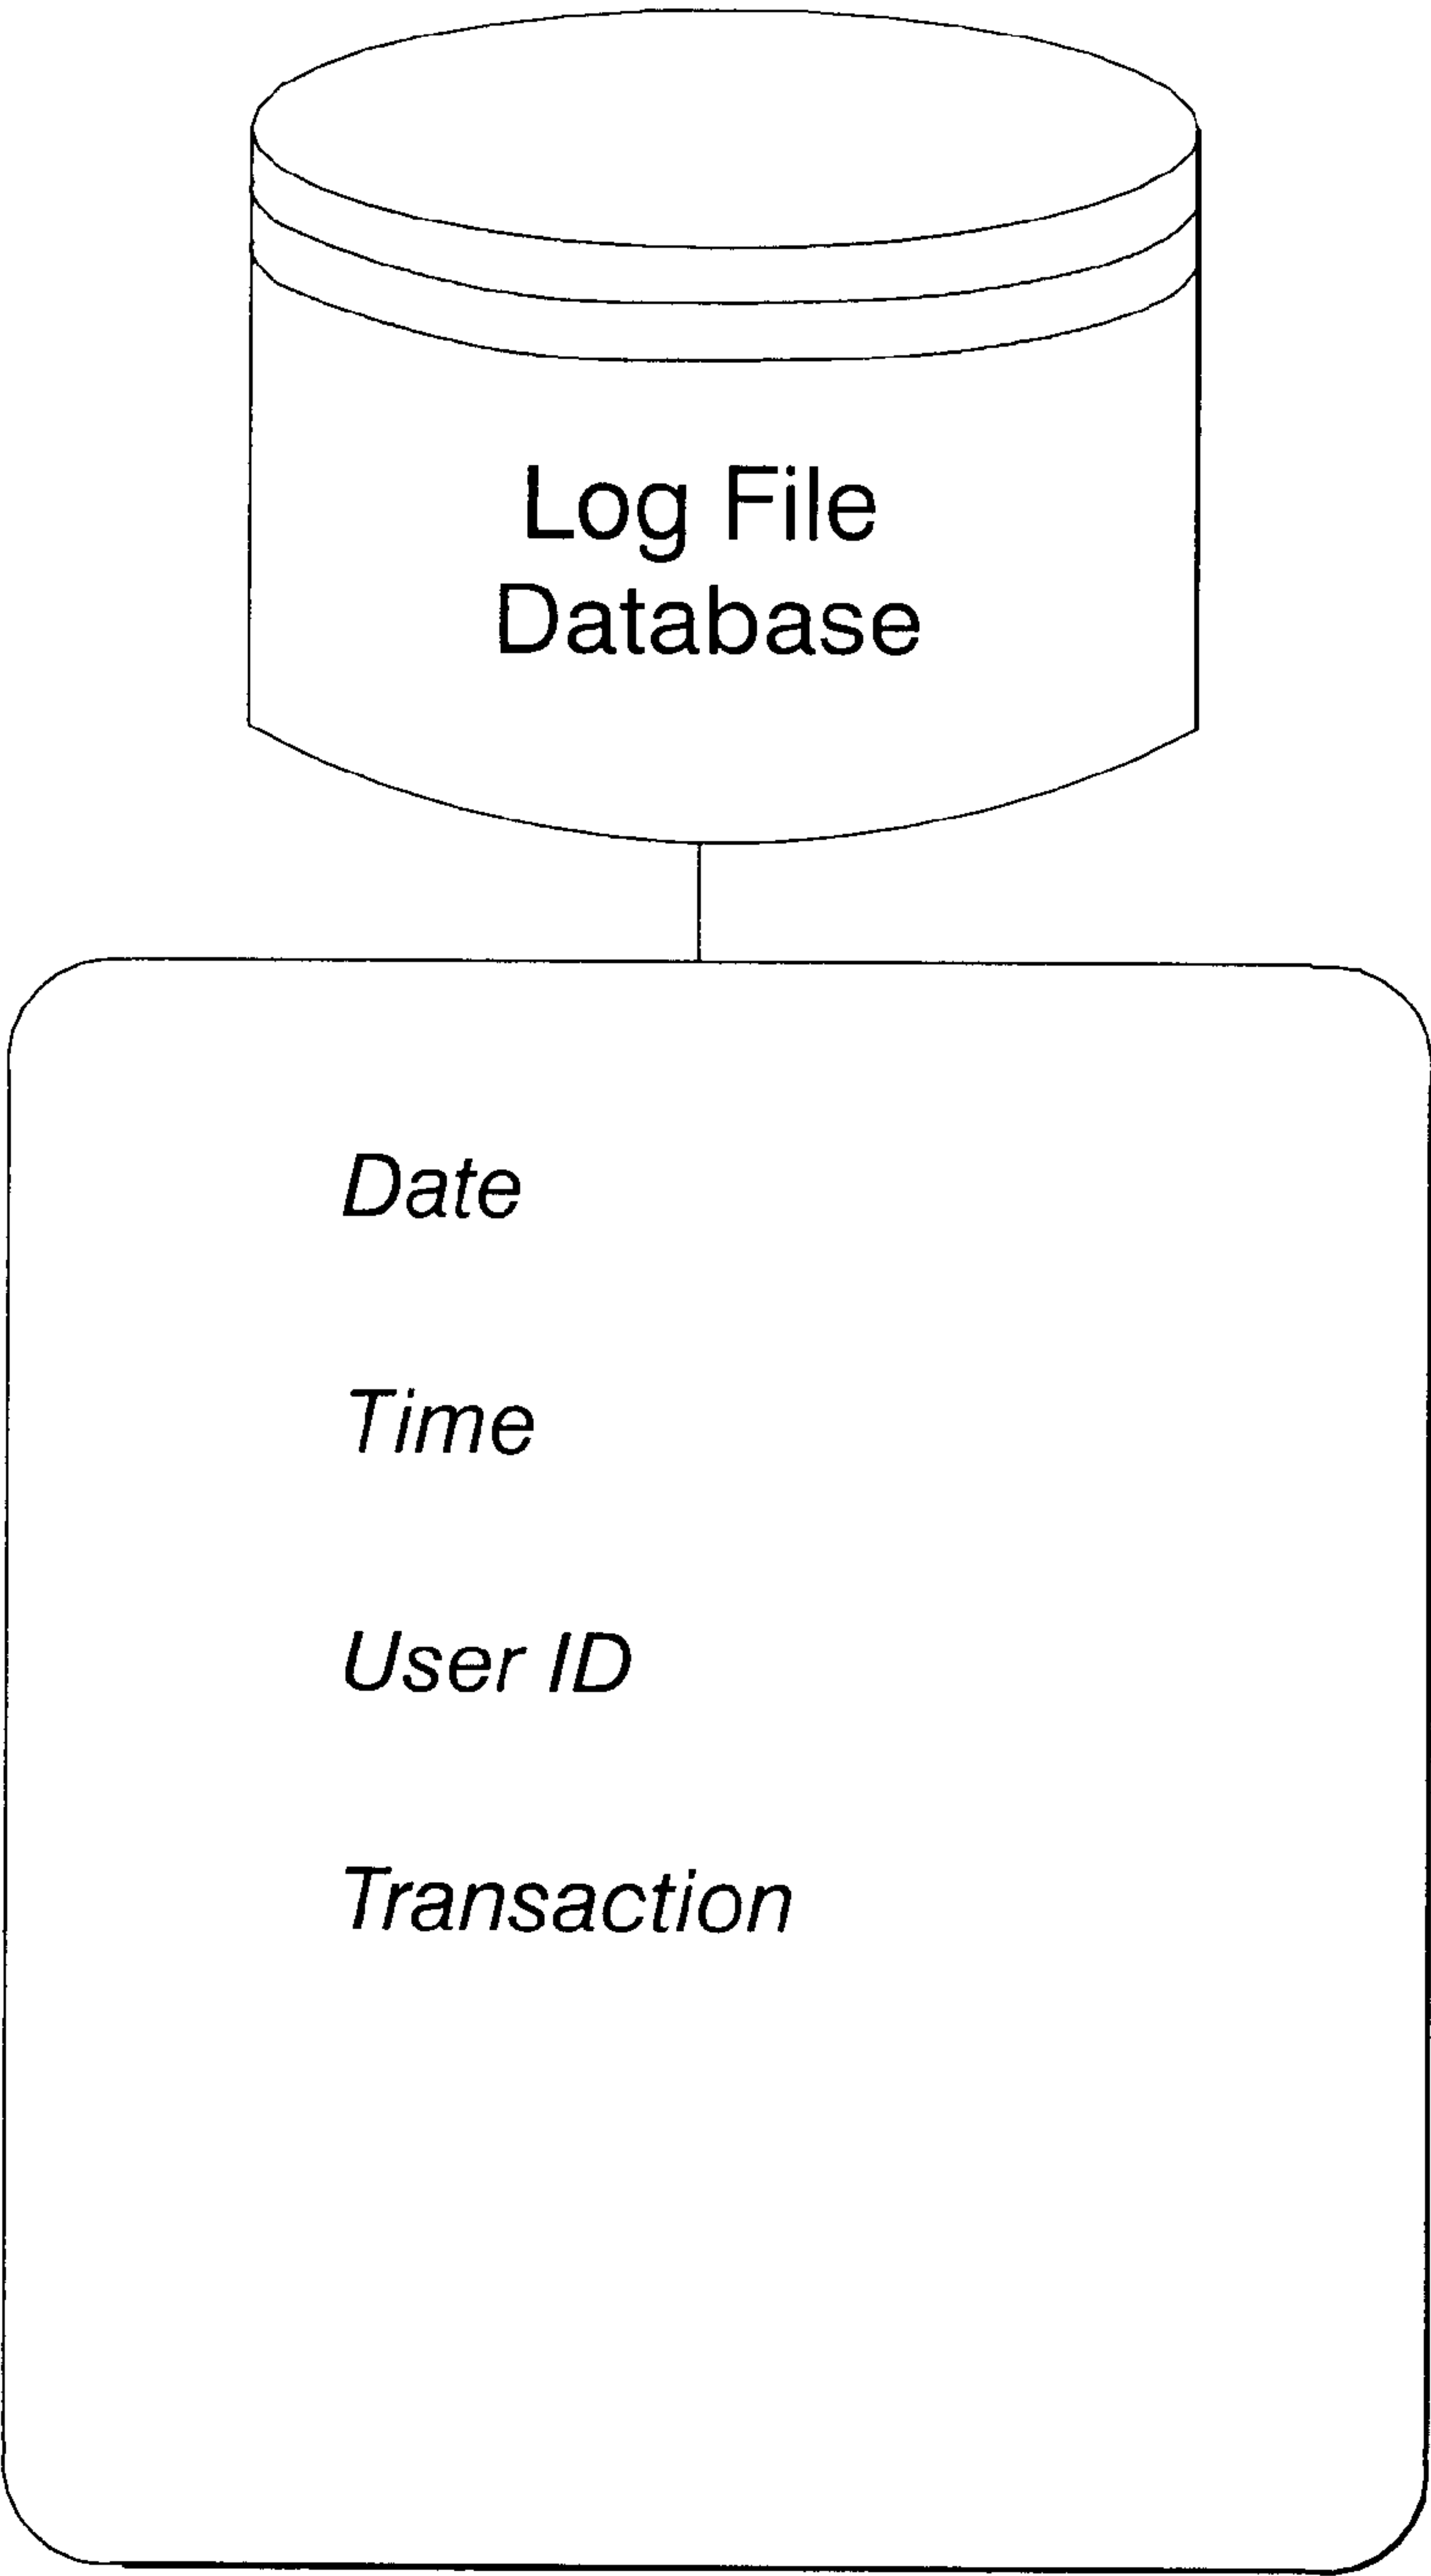 Log File
Database
Date
Time
User ID
Transaction